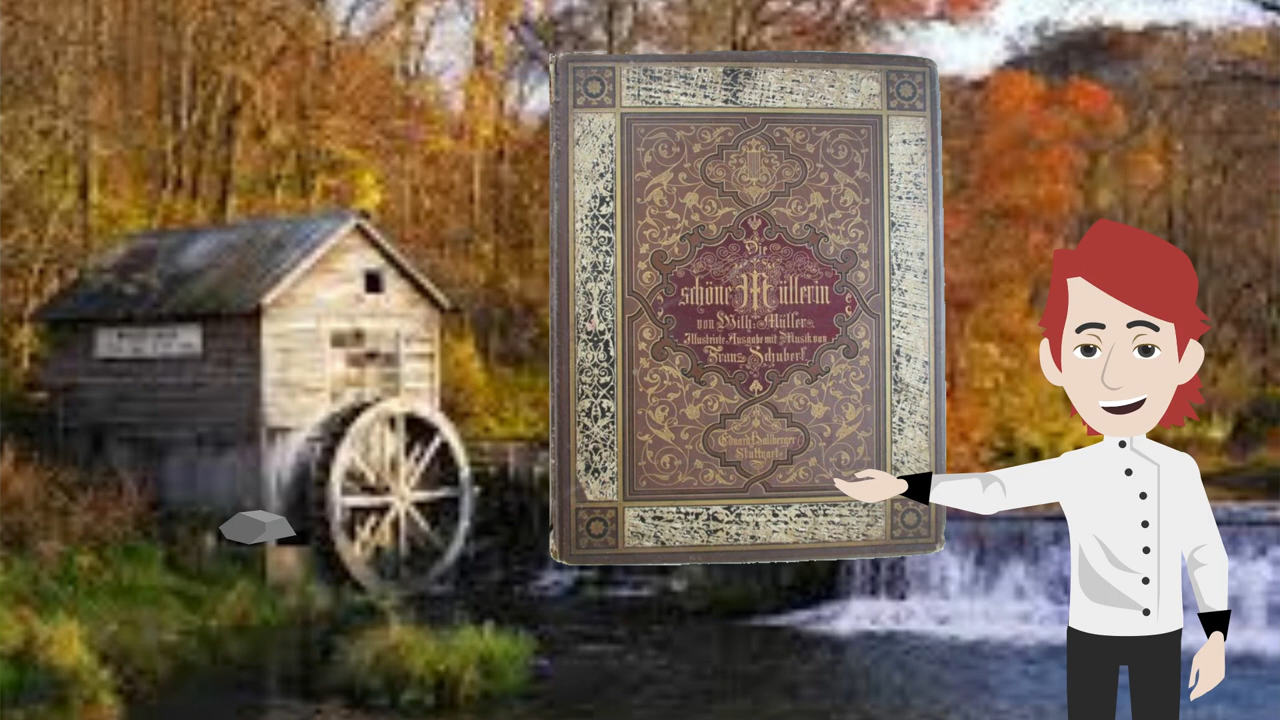 Die
schöne Müllerin
von Wilh. Müller
Illustrirte Ausgabe mit Musik von
Franz Schubert
Eduard Hallberger
Stuttgart